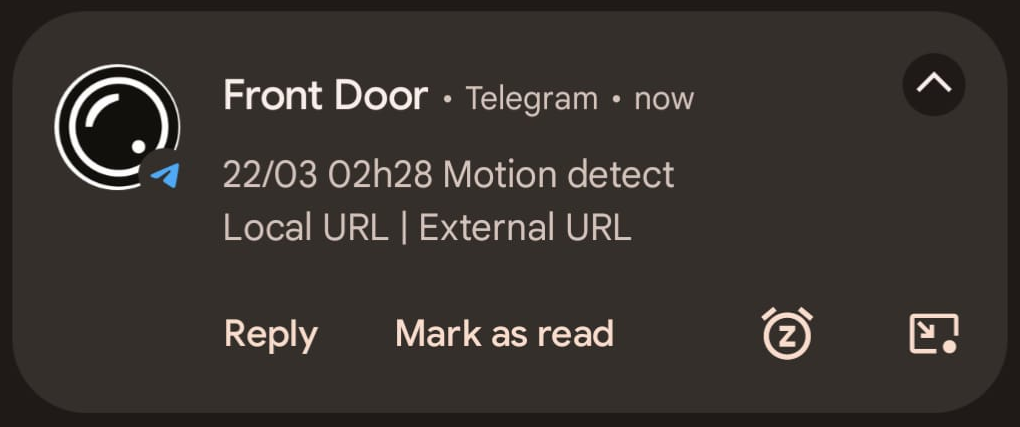 Front Door • Telegram • now
22/03 02h28 Motion detect
Local URL | External URL
Reply Mark as read